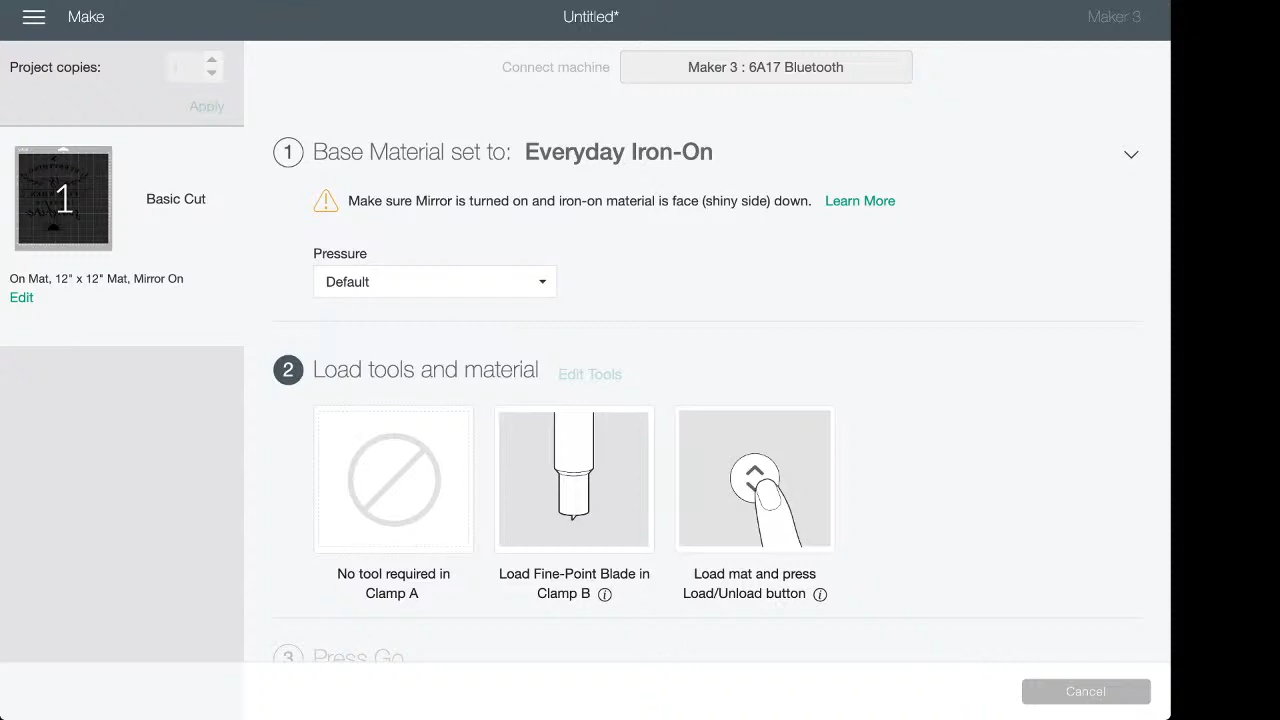 Make
Untitled*
Maker 3
Project copies:
Apply
Connect machine
Maker 3 : 6A17 Bluetooth
1
Basic Cut
On Mat, 12" x 12" Mat, Mirror On
Edit
1 Base Material set to: Everyday Iron-On
Make sure Mirror is turned on and iron-on material is face (shiny side) down. Learn More
Pressure
Default
2 Load tools and material Edit Tools
No tool required in
Clamp A
Load Fine-Point Blade in
Clamp B
Load mat and press
Load/Unload button
3 Press Go
Cancel